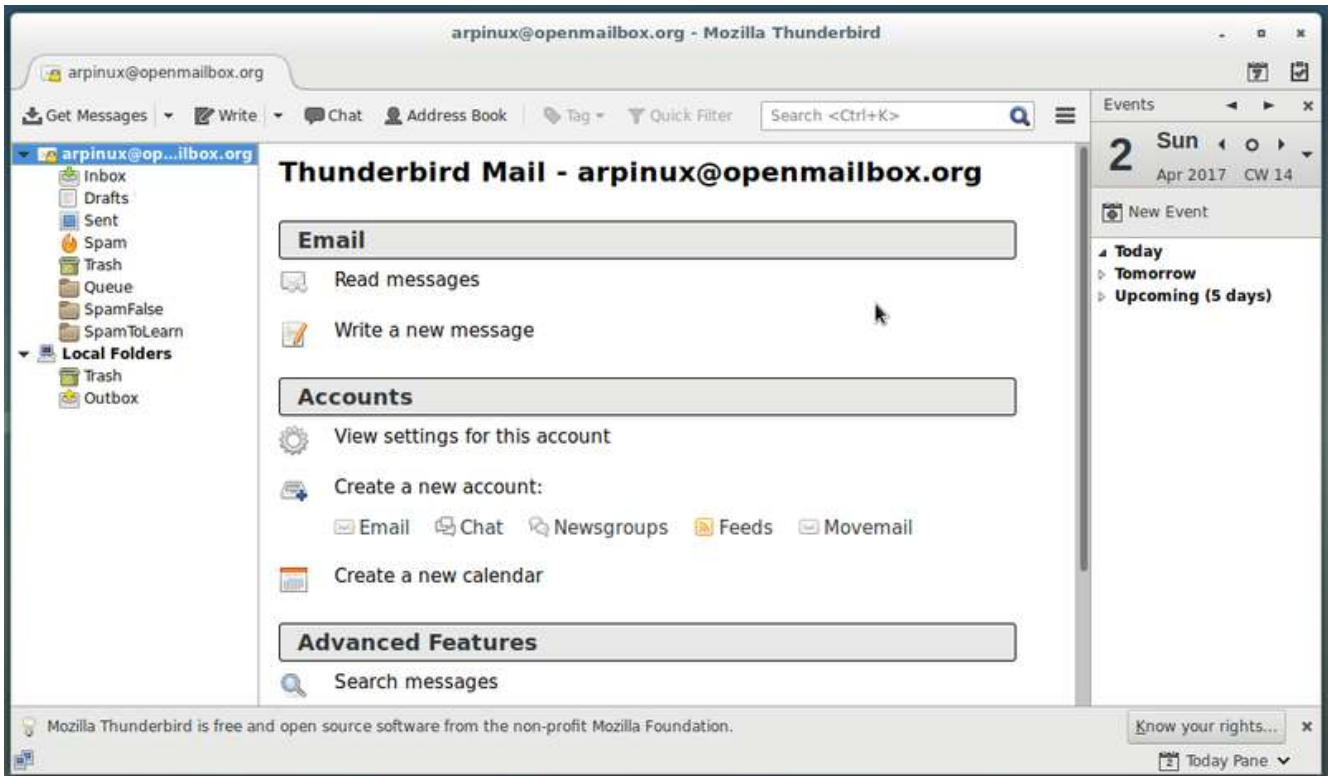 arpinux@openmailbox.org - Mozilla Thunderbird
arpinux@openmailbox.org
Get Messages Write Chat Address Book Tag Quick Filter Search <Ctrl+K>
arpinux@op...ilbox.org
Inbox
Drafts
Sent
Spam
Trash
Queue
SpamFalse
SpamToLearn
Local Folders
Trash
Outbox
Thunderbird Mail - arpinux@openmailbox.org
Email
Read messages
Write a new message
Accounts
View settings for this account
Create a new account:
Email Chat Newsgroups Feeds Movemail
Create a new calendar
Advanced Features
Search messages
Events
2 Sun
Apr 2017 CW 14
New Event
Today
Tomorrow
Upcoming (5 days)
Mozilla Thunderbird is free and open source software from the non-profit Mozilla Foundation.
Know your rights...
2 Today Pane